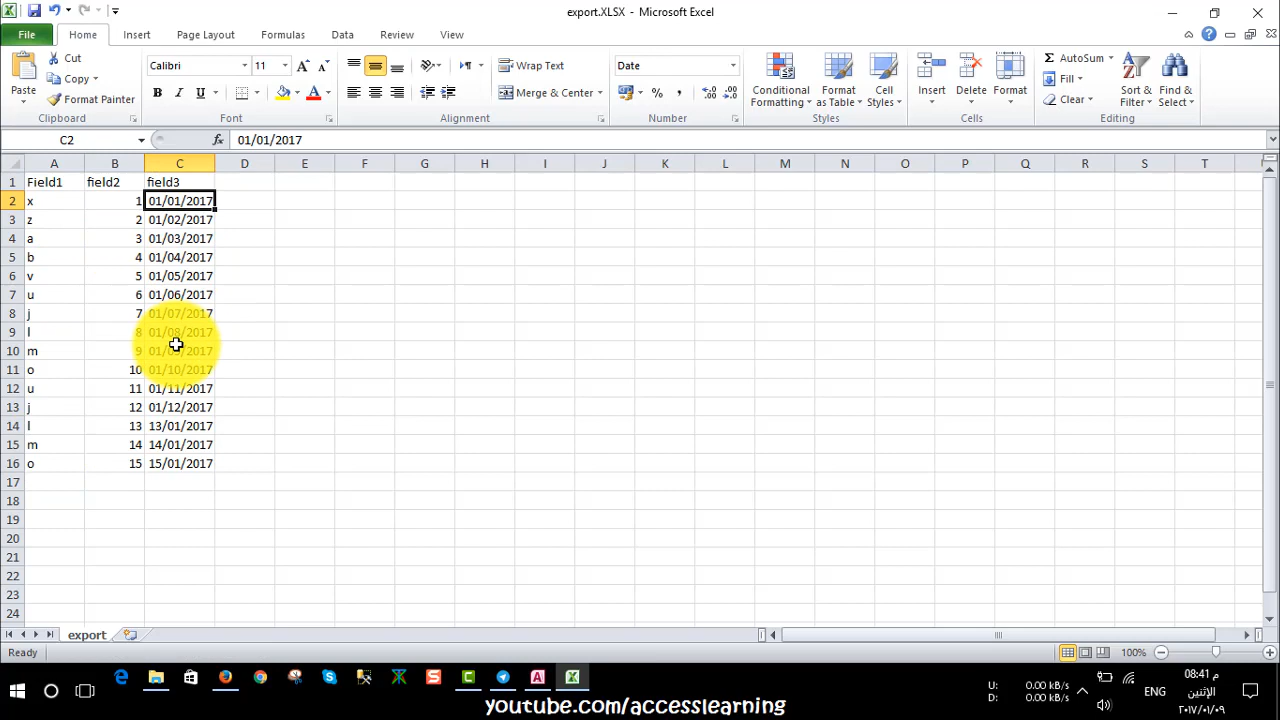 export.XLSX - Microsoft Excel
File Home Insert Page Layout Formulas Data Review View
Paste
Cut
Copy
Format Painter
Clipboard
Calibri 11
B I U
Font
Wrap Text
Merge & Center
Alignment
Date
Number
Conditional Formatting
Format as Table
Cell Styles
Styles
Insert Delete Format
Cells
AutoSum
Fill
Clear
Sort & Filter
Find & Select
Editing
C2 fx 01/01/2017
A B C D E F G H I J K L M N O P Q R S T
1 Field1 field2 field3
2 x 1 01/01/2017
3 z 2 01/02/2017
4 a 3 01/03/2017
5 b 4 01/04/2017
6 v 5 01/05/2017
7 u 6 01/06/2017
8 j 7 01/07/2017
9 l 8 01/08/2017
10 m 9
11 o 10 01/10/2017
12 u 11 01/11/2017
13 j 12 01/12/2017
14 l 13 13/01/2017
15 m 14 14/01/2017
16 o 15 15/01/2017
17
18
19
20
21
22
23
24
export
Ready
100%
U: 0.00 kB/s
D: 0.00 kB/s
ENG
08:41 م
الإثنين
٢٠١٧/٠١/٠٩
youtube.com/accesslearning